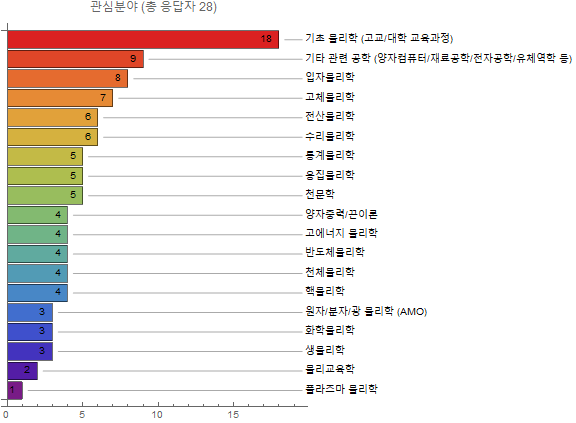 관심분야 (총 응답자 28)
18 기초 물리학 (고교/대학 교육과정)
9 기타 관련 공학 (양자컴퓨터/재료공학/전자공학/유체역학 등)
8 입자물리학
7 고체물리학
6 전산물리학
6 수리물리학
5 통계물리학
5 응집물리학
5 천문학
4 양자중력/끈이론
4 고에너지 물리학
4 반도체물리학
4 천체물리학
4 핵물리학
3 원자/분자/광 물리학 (AMO)
3 화학물리학
3 생물리학
2 물리교육학
1 플라즈마 물리학
0 5 10 15